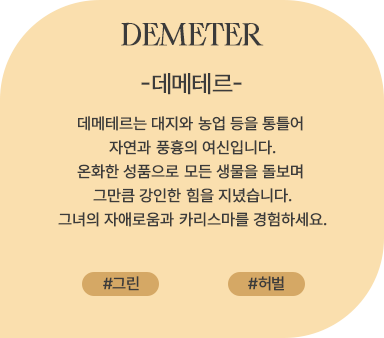 DEMETER
-데메테르-
데메테르는 대지와 농업 등을 통틀어
자연과 풍흉의 여신입니다.
온화한 성품으로 모든 생물을 돌보며
그만큼 강인한 힘을 지녔습니다.
그녀의 자애로움과 카리스마를 경험하세요.
#그린 #허벌